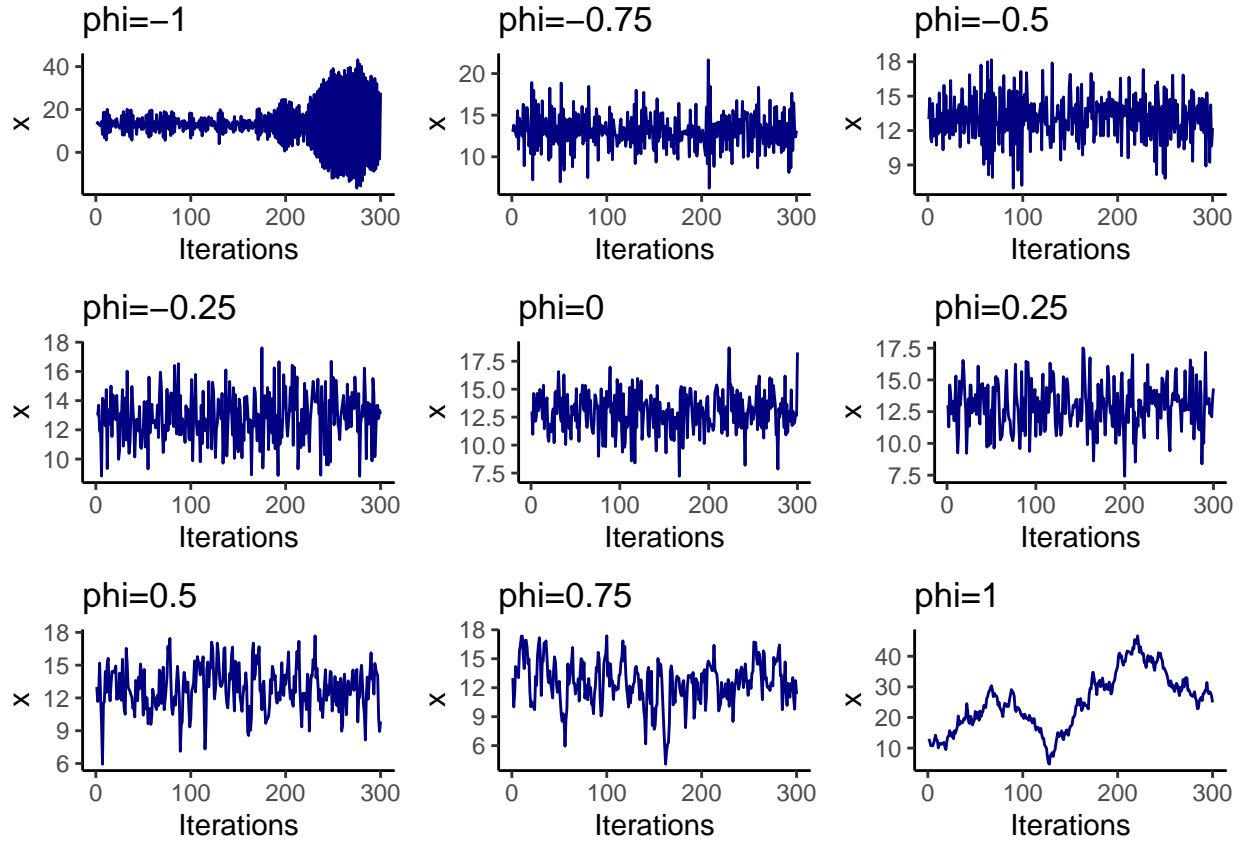 phi=−1
phi=−0.75
phi=−0.5
40
20
0
x
0 100 200 300
Iterations
20
15
10
x
0 100 200 300
Iterations
18
15
12
9
x
0 100 200 300
Iterations
phi=−0.25
phi=0
phi=0.25
18
16
14
12
10
x
0 100 200 300
Iterations
17.5
15.0
12.5
10.0
7.5
x
0 100 200 300
Iterations
17.5
15.0
12.5
10.0
7.5
x
0 100 200 300
Iterations
phi=0.5
phi=0.75
phi=1
18
15
12
9
6
x
0 100 200 300
Iterations
18
15
12
9
6
x
0 100 200 300
Iterations
40
30
20
10
x
0 100 200 300
Iterations